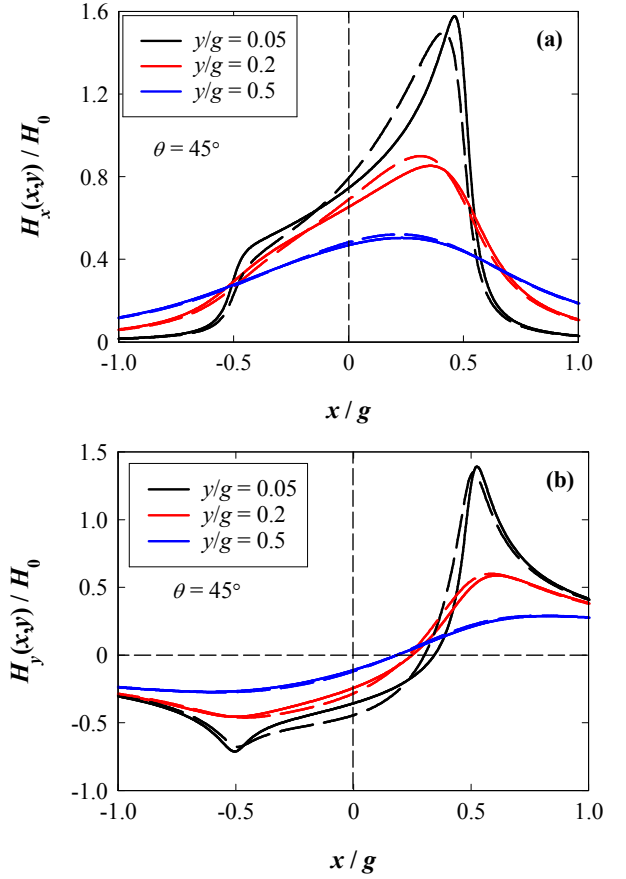 (a)
y/g = 0.05
y/g = 0.2
y/g = 0.5
θ = 45°
H_x(x,y) / H_0
1.6
1.2
0.8
0.4
0
-1.0 -0.5 0 0.5 1.0
x / g
(b)
y/g = 0.05
y/g = 0.2
y/g = 0.5
θ = 45°
H_y(x,y) / H_0
1.5
1.0
0.5
0
-0.5
-1.0
-1.0 -0.5 0 0.5 1.0
x / g